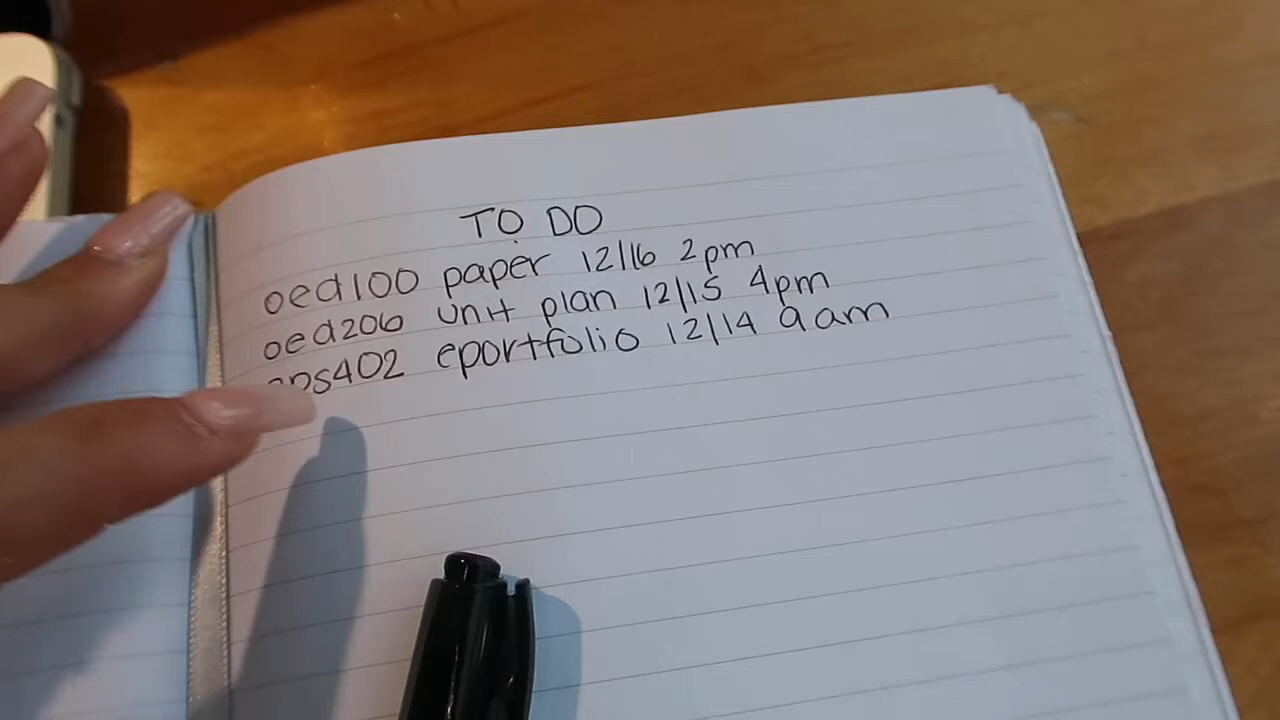 TO DO
oed100 paper 12/16 2pm
oed206 unit plan 12/15 4pm
eportfolio 12/14 9am